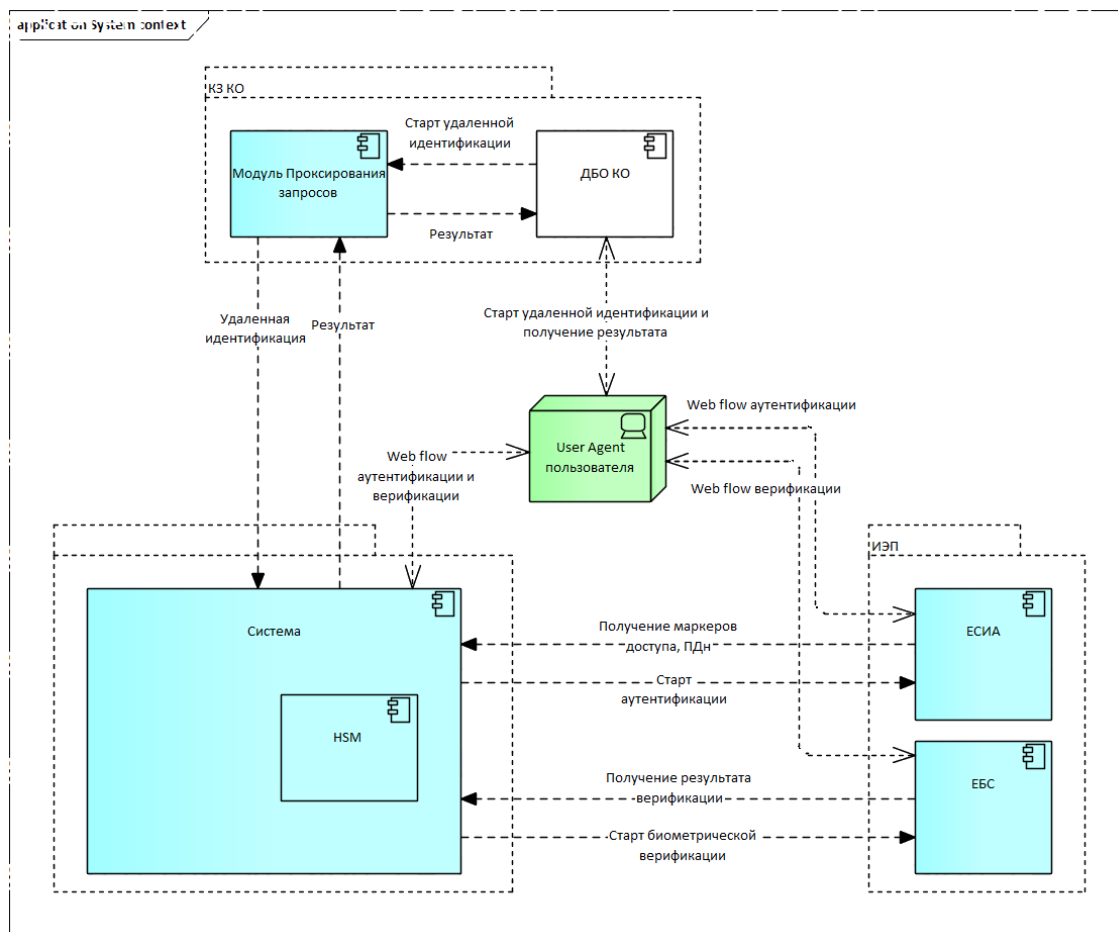 application System context
КЗ КО
Старт удаленной
идентификации
Модуль Проксирования
запросов
ДБО КО
Результат
Старт удаленной идентификации и
получение результата
Удаленная
идентификация
Результат
Web flow аутентификации
User Agent
пользователя
Web flow
аутентификации и
верификации
Web flow верификации
ИЭП
Система
Получение маркеров
доступа, ПДн
ЕСИА
Старт
аутентификации
HSM
Получение результата
верификации
ЕБС
Старт биометрической
верификации